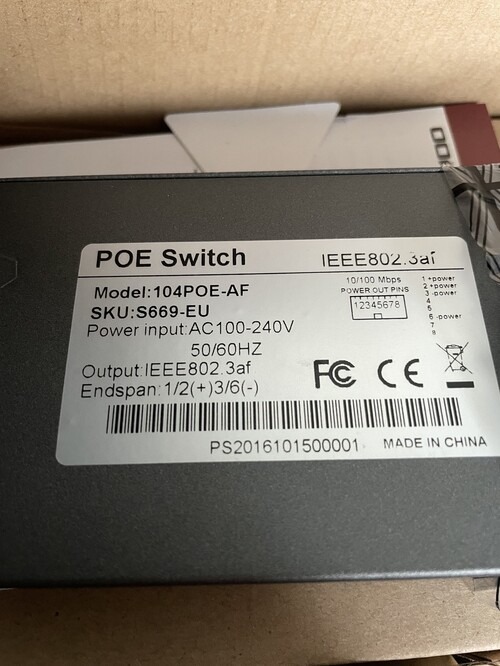 POE Switch IEEE802.3af
Model:104POE-AF
SKU:S669-EU
Power input:AC100-240V
50/60HZ
Output:IEEE802.3af
Endspan:1/2(+)3/6(-)
10/100 Mbps
POWER OUT PINS
12345678
1 +power
2 +power
3 -power
4
5
6 -power
7
8
FC CE
PS2016101500001 MADE IN CHINA